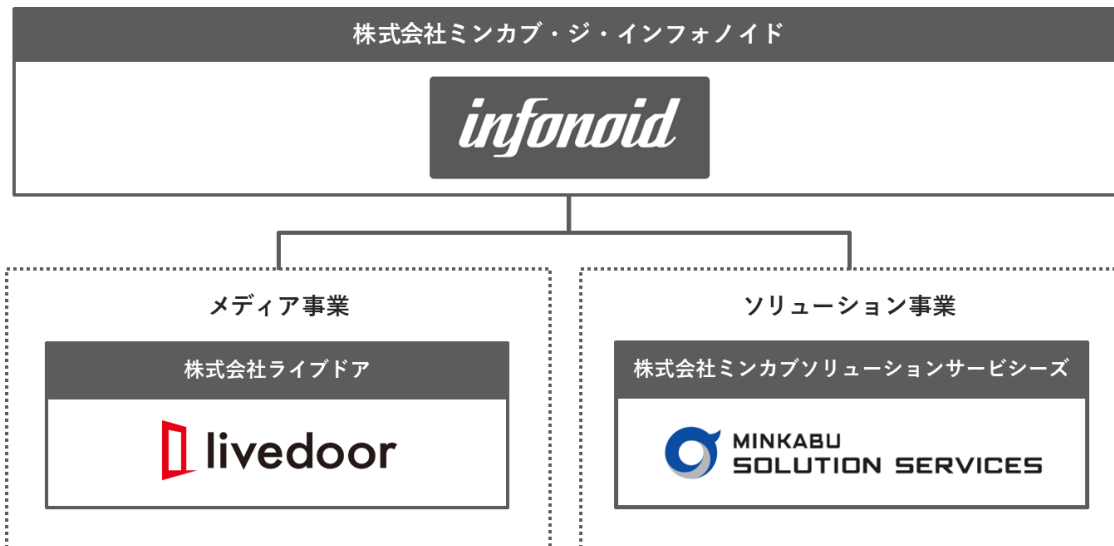 株式会社ミンカブ・ジ・インフォノイド
infonoid
メディア事業
株式会社ライブドア
livedoor
ソリューション事業
株式会社ミンカブソリューションサービシーズ
MINKABU
SOLUTION SERVICES